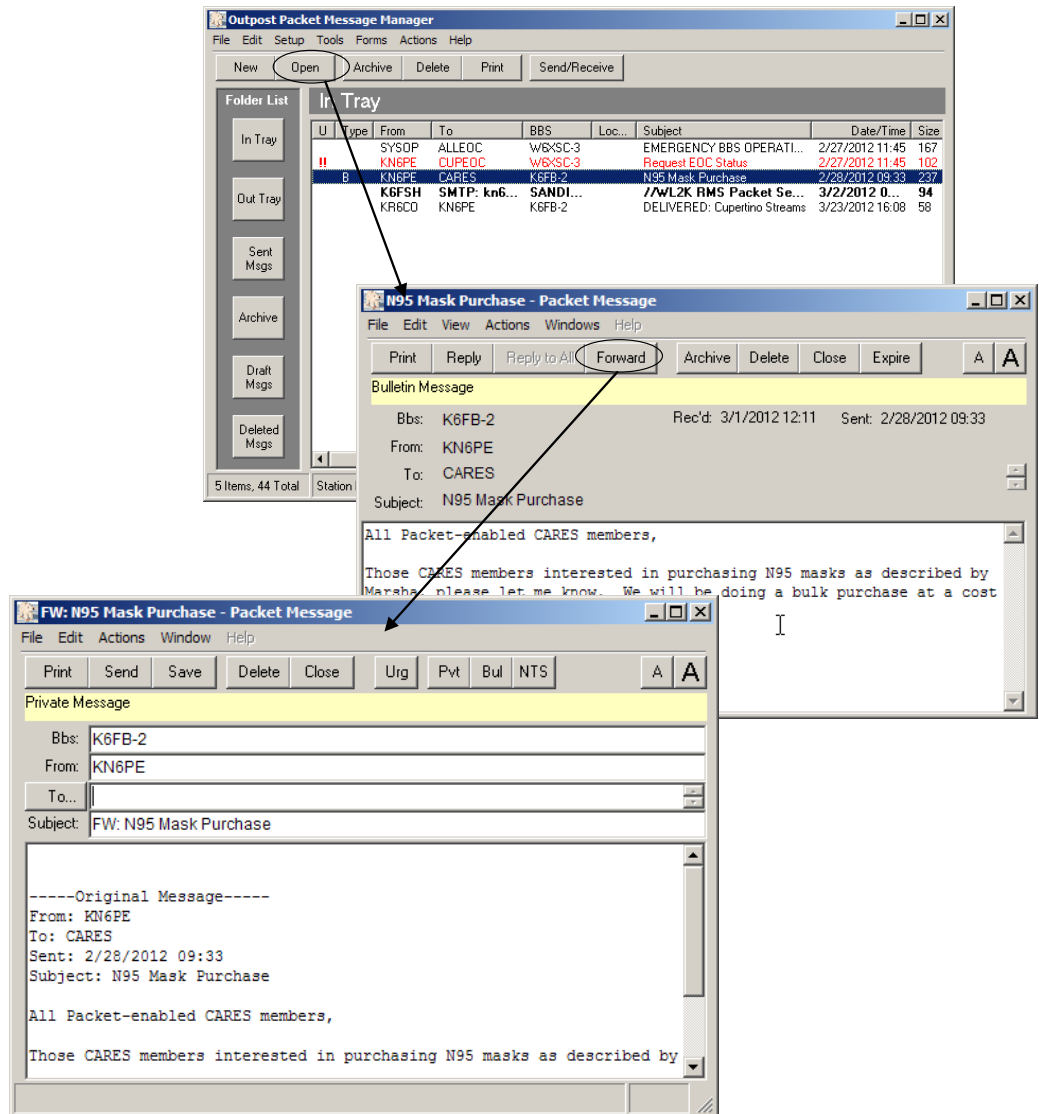 Outpost Packet Message Manager
File Edit Setup Tools Forms Actions Help
New Open Archive Delete Print Send/Receive
Folder List
In Tray
In Tray
Out Tray
Sent Msgs
Archive
Draft Msgs
Deleted Msgs
U Type From To BBS Loc... Subject Date/Time Size
SYSOP ALLEOC W6XSC-3 EMERGENCY BBS OPERATI... 2/27/2012 11:45 167
!! KN6PE CUPEOC W6XSC-3 Request EOC Status 2/27/2012 11:45 102
B KN6PE CARES K6FB-2 N95 Mask Purchase 2/28/2012 09:33 237
K6FSH SMTP: kn6... SANDI... //WL2K RMS Packet Se... 3/2/2012 0... 94
KR6CO KN6PE K6FB-2 DELIVERED: Cupertino Streams 3/23/2012 16:08 58
5 Items, 44 Total Station
N95 Mask Purchase - Packet Message
File Edit View Actions Windows Help
Print Reply Reply to All Forward Archive Delete Close Expire A A
Bulletin Message
Bbs: K6FB-2 Rec'd: 3/1/2012 12:11 Sent: 2/28/2012 09:33
From: KN6PE
To: CARES
Subject: N95 Mask Purchase
All Packet-enabled CARES members,
Those CARES members interested in purchasing N95 masks as described by
Marsha, please let me know. We will be doing a bulk purchase at a cost
FW: N95 Mask Purchase - Packet Message
File Edit Actions Window Help
Print Send Save Delete Close Urg Pvt Bul NTS A A
Private Message
Bbs: K6FB-2
From: KN6PE
To...
Subject: FW: N95 Mask Purchase
-----Original Message-----
From: KN6PE
To: CARES
Sent: 2/28/2012 09:33
Subject: N95 Mask Purchase
All Packet-enabled CARES members,
Those CARES members interested in purchasing N95 masks as described by